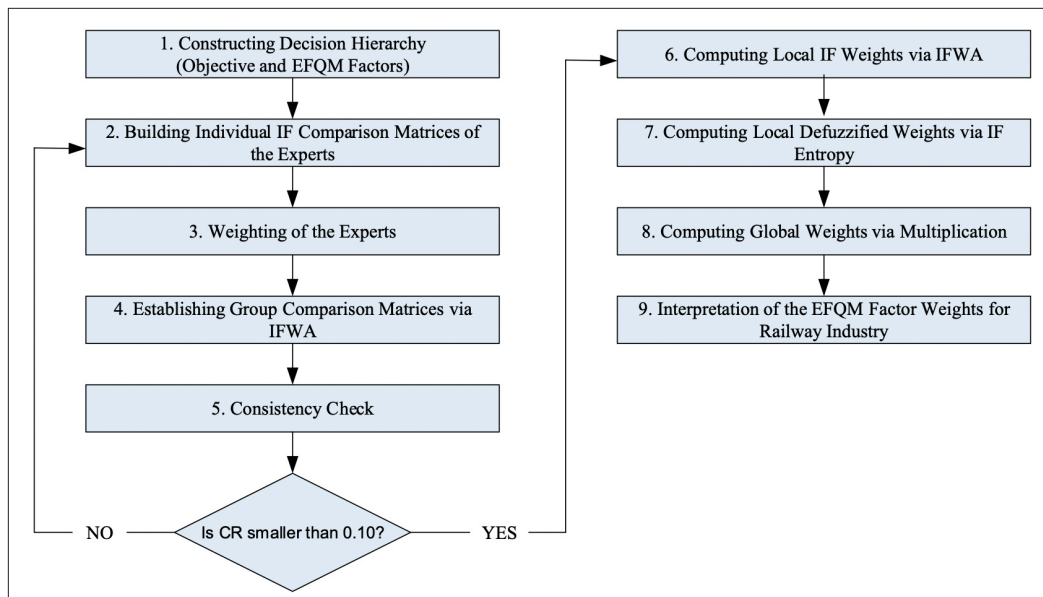 1. Constructing Decision Hierarchy
(Objective and EFQM Factors)
2. Building Individual IF Comparison Matrices of
the Experts
3. Weighting of the Experts
4. Establishing Group Comparison Matrices via
IFWA
5. Consistency Check
Is CR smaller than 0.10?
NO
YES
6. Computing Local IF Weights via IFWA
7. Computing Local Defuzzified Weights via IF
Entropy
8. Computing Global Weights via Multiplication
9. Interpretation of the EFQM Factor Weights for
Railway Industry